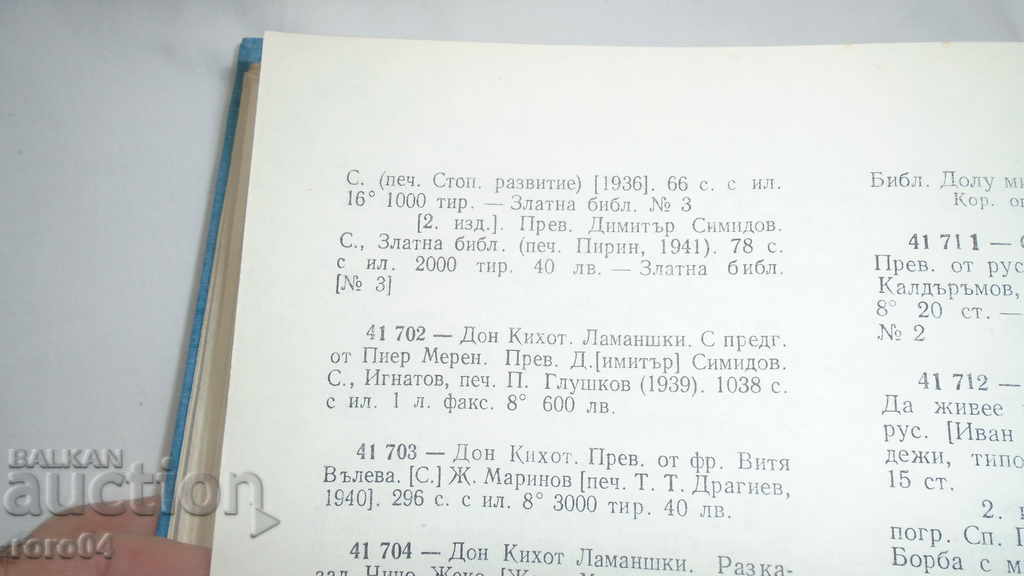 С. (печ. Стоп. развитие) [1936]. 66 с. с ил.
16° 1000 тир. — Златна библ. № 3
[2. изд.]. Прев. Димитър Симидов.
С., Златна библ. (печ. Пирин, 1941). 78 с.
с ил. 2000 тир. 40 лв. — Златна библ.
[№ 3]
41 702 — Дон Кихот. Ламаншки. С предг.
от Пиер Мерен. Прев. Д.[имитър] Симидов.
С., Игнатов, печ. П. Глушков (1939). 1038 с.
с ил. 1 л. факс. 8° 600 лв.
41 703 — Дон Кихот. Прев. от фр. Витя
Вълева. [С.] Ж. Маринов [печ. Т. Т. Драгиев,
1940]. 296 с. с ил. 8° 3000 тир. 40 лв.
41 704 — Дон Кихот Ламаншки. Разка-
зал Чичо Жеко
Библ. Долу
Кор.
41 711 —
Прев. от рус.
Калдъръмов,
8° 20 ст. —
№ 2
41 712 —
Да живее
рус. [Иван
дежи, типо
15 ст.
2.
погр. Сп.
Борба с
BALKAN
auction
roro04